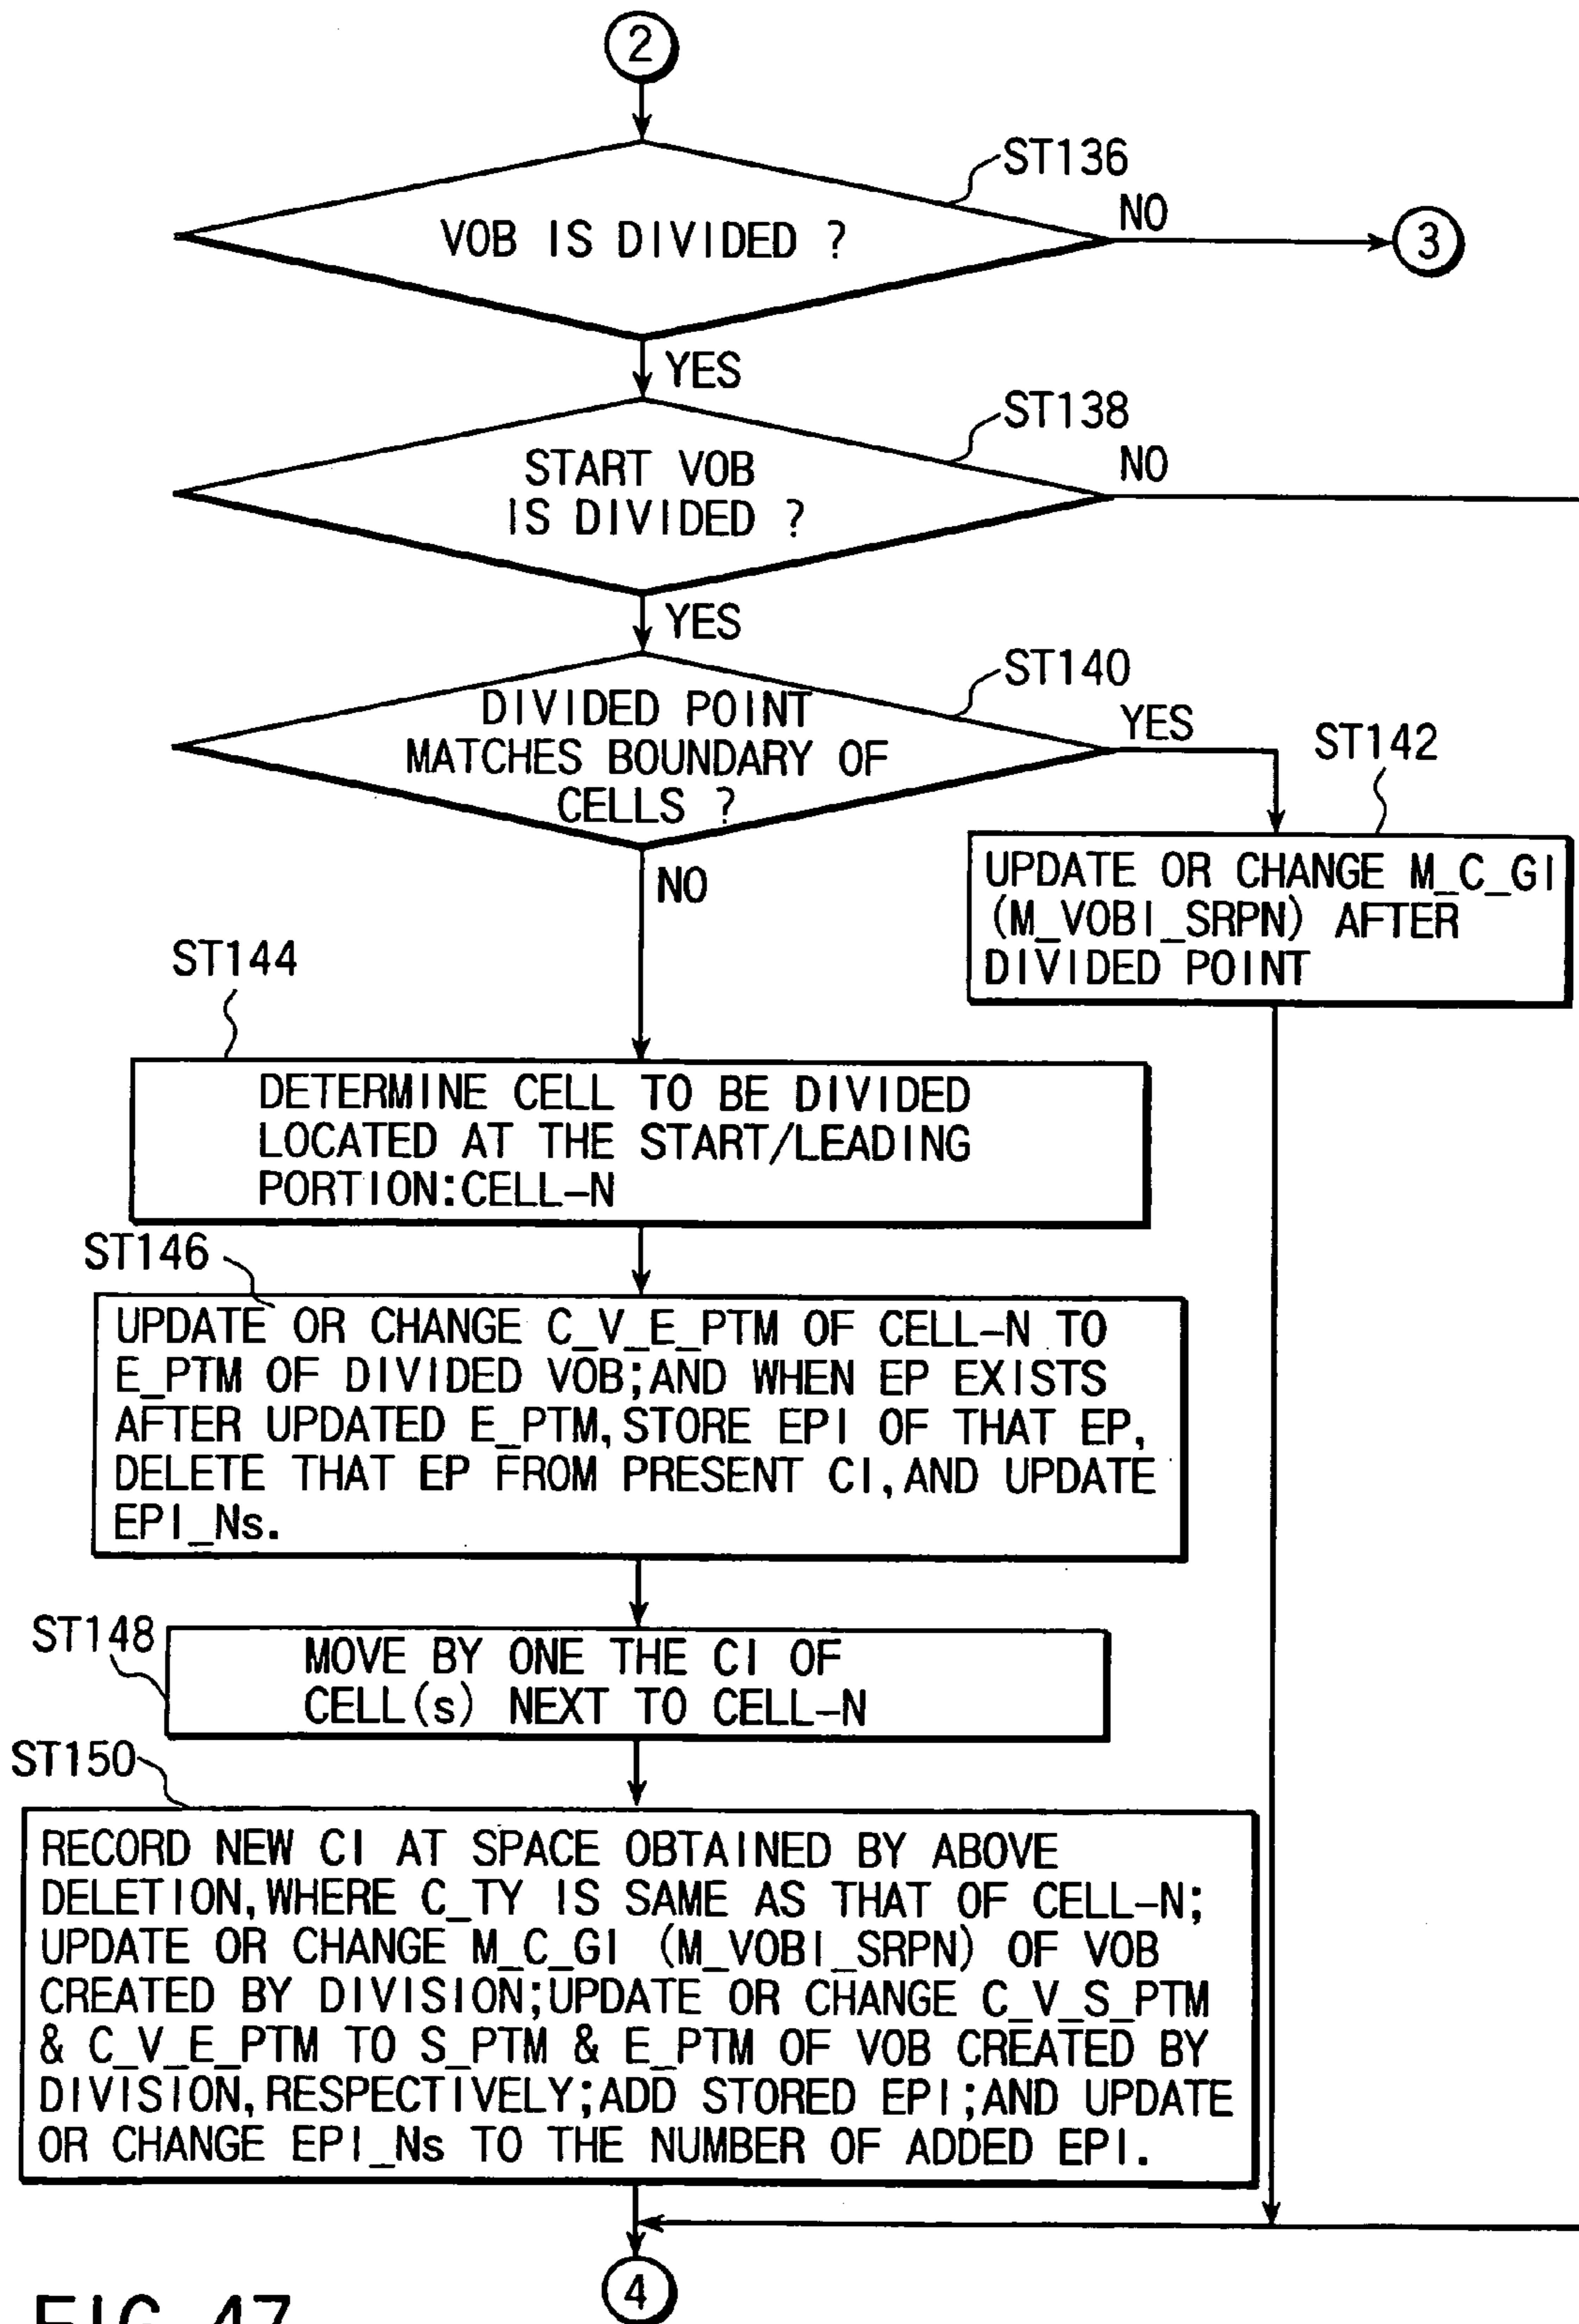 2
ST136
VOB IS DIVIDED ?
NO
3
YES
ST138
START VOB
IS DIVIDED ?
NO
YES
ST140
DIVIDED POINT
MATCHES BOUNDARY OF
CELLS ?
YES
ST142
NO
UPDATE OR CHANGE M_C_GI
(M_VOBI_SRPN) AFTER
DIVIDED POINT
ST144
DETERMINE CELL TO BE DIVIDED
LOCATED AT THE START/LEADING
PORTION:CELL-N
ST146
UPDATE OR CHANGE C_V_E_PTM OF CELL-N TO
E_PTM OF DIVIDED VOB;AND WHEN EP EXISTS
AFTER UPDATED E_PTM,STORE EPI OF THAT EP,
DELETE THAT EP FROM PRESENT CI,AND UPDATE
EPI_Ns.
ST148
MOVE BY ONE THE CI OF
CELL(s) NEXT TO CELL-N
ST150
RECORD NEW CI AT SPACE OBTAINED BY ABOVE
DELETION,WHERE C_TY IS SAME AS THAT OF CELL-N;
UPDATE OR CHANGE M_C_GI (M_VOBI_SRPN) OF VOB
CREATED BY DIVISION;UPDATE OR CHANGE C_V_S_PTM
& C_V_E_PTM TO S_PTM & E_PTM OF VOB CREATED BY
DIVISION,RESPECTIVELY;ADD STORED EPI;AND UPDATE
OR CHANGE EPI_Ns TO THE NUMBER OF ADDED EPI.
4
FIG. 47